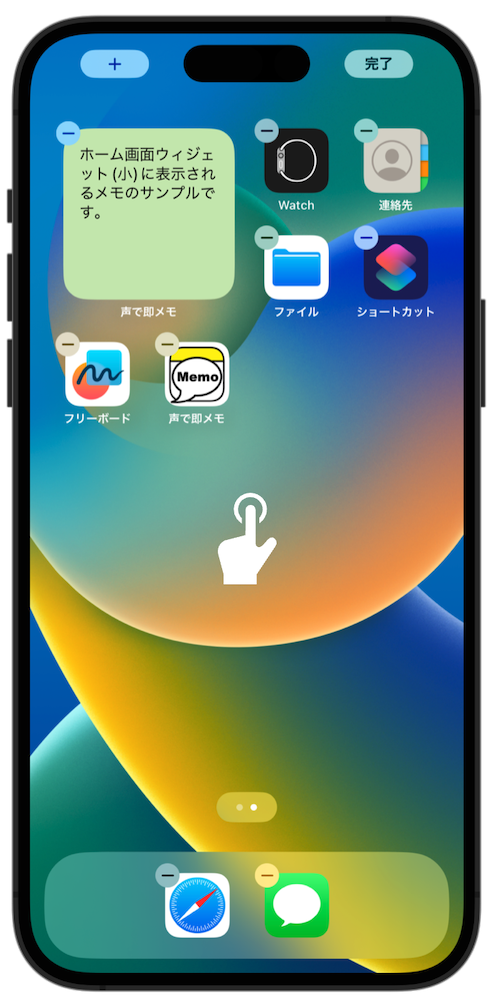 +
完了
ホーム画面ウィジェ
ット(小)に表示され
るメモのサンプルで
す。
声で即メモ
Watch
連絡先
ファイル
ショートカット
フリーボード
Memo
声で即メモ